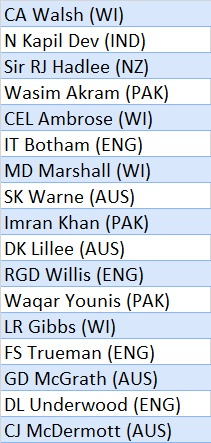 CA Walsh (WI)
N Kapil Dev (IND)
Sir RJ Hadlee (NZ)
Wasim Akram (PAK)
CEL Ambrose (WI)
IT Botham (ENG)
MD Marshall (WI)
SK Warne (AUS)
Imran Khan (PAK)
DK Lillee (AUS)
RGD Willis (ENG)
Waqar Younis (PAK)
LR Gibbs (WI)
FS Trueman (ENG)
GD McGrath (AUS)
DL Underwood (ENG)
CJ McDermott (AUS)